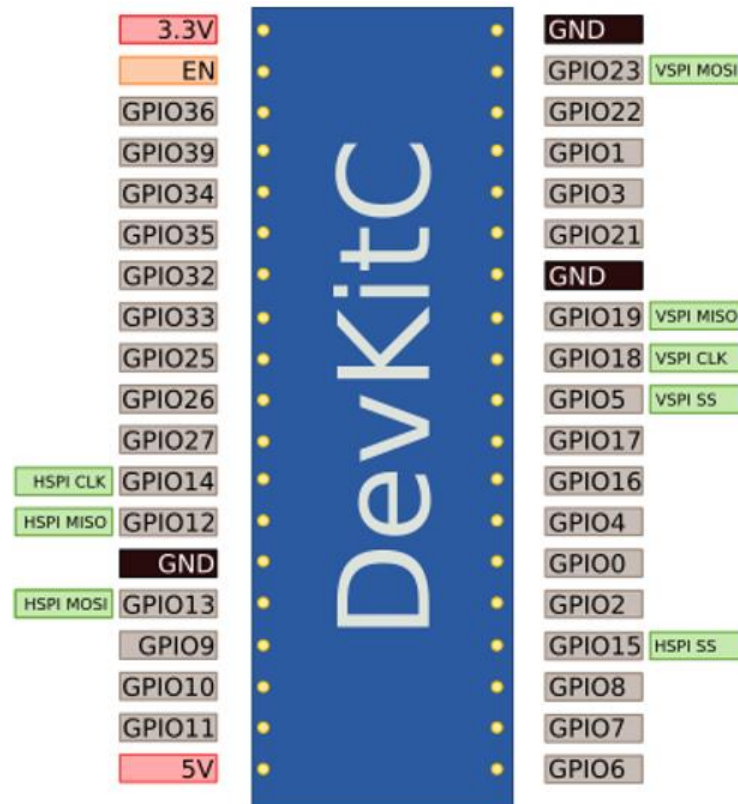 3.3V
EN
GPIO36
GPIO39
GPIO34
GPIO35
GPIO32
GPIO33
GPIO25
GPIO26
GPIO27
HSPI CLK GPIO14
HSPI MISO GPIO12
GND
HSPI MOSI GPIO13
GPIO9
GPIO10
GPIO11
5V
DevKitC
GND
GPIO23 VSPI MOSI
GPIO22
GPIO1
GPIO3
GPIO21
GND
GPIO19 VSPI MISO
GPIO18 VSPI CLK
GPIO5 VSPI SS
GPIO17
GPIO16
GPIO4
GPIO0
GPIO2
GPIO15 HSPI SS
GPIO8
GPIO7
GPIO6